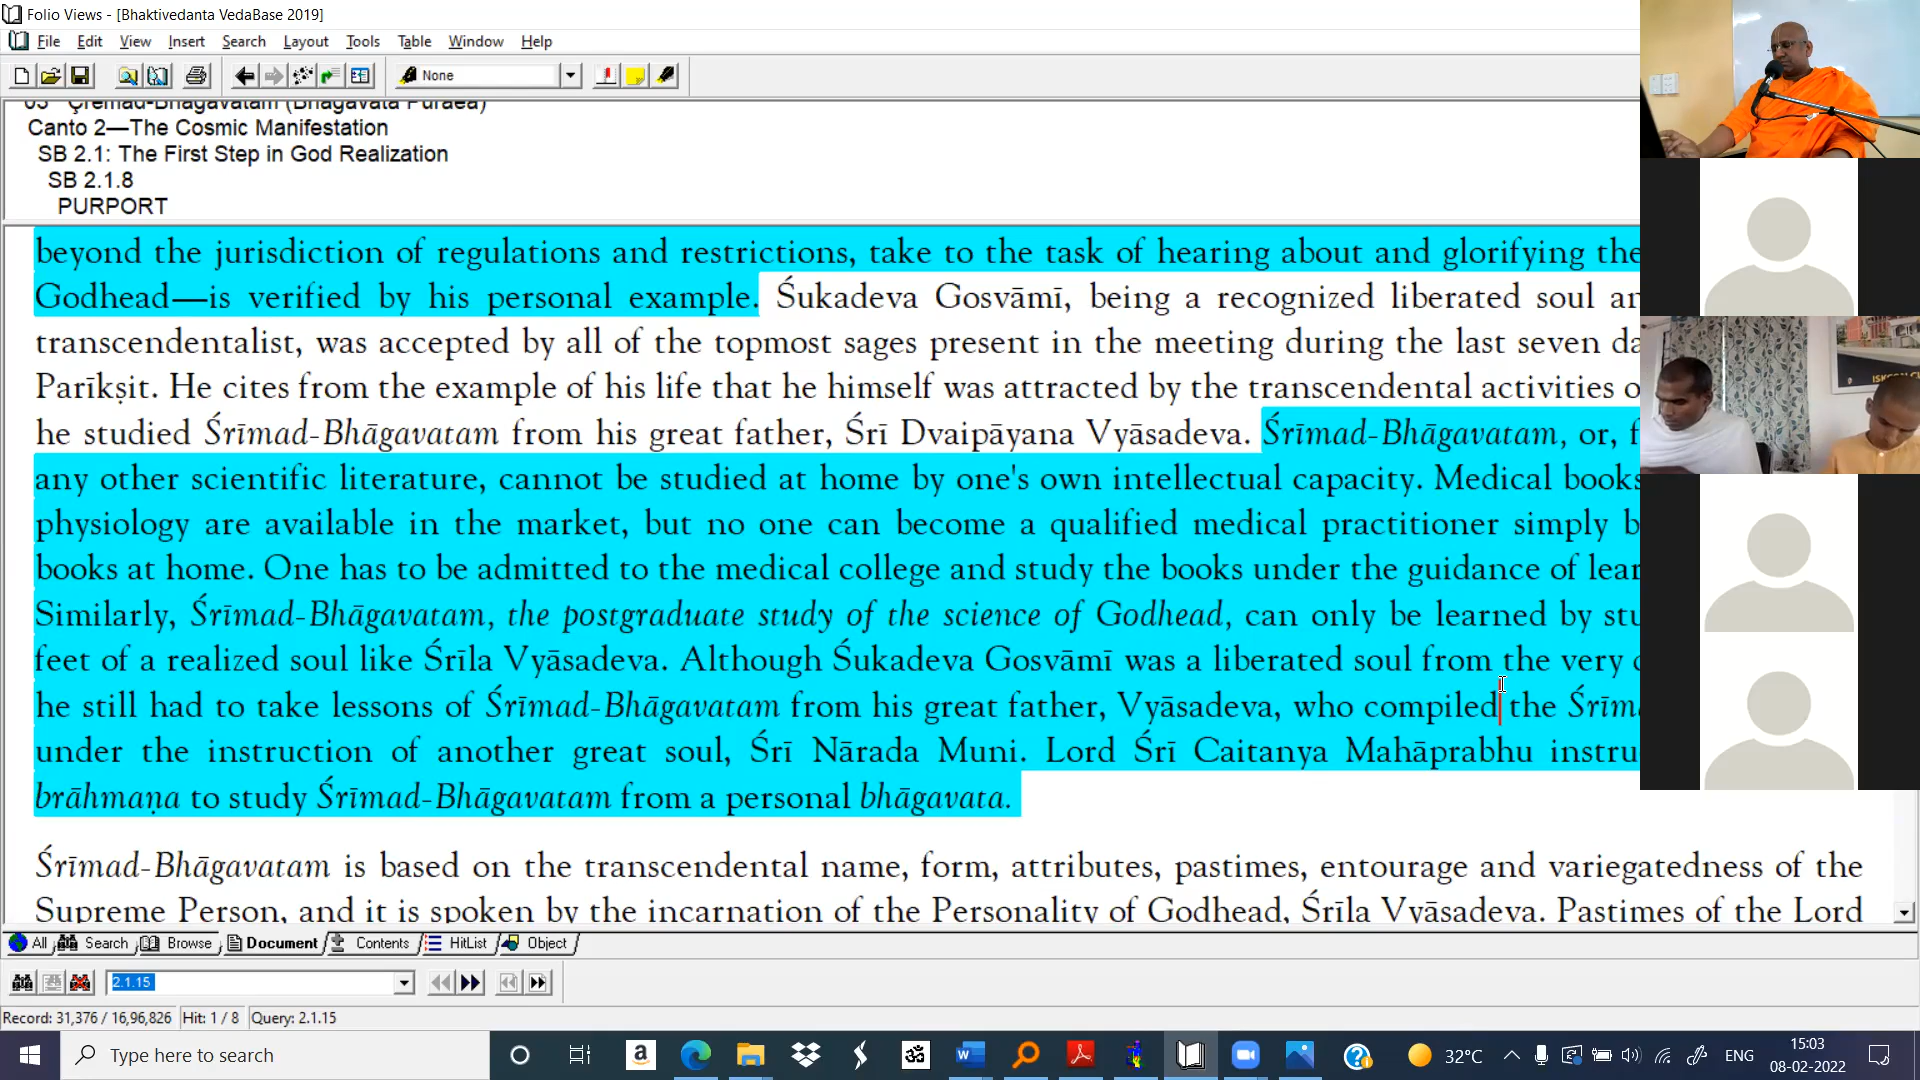 Folio Views - [Bhaktivedanta VedaBase 2019]
File Edit View Insert Search Layout Tools Table Window Help
None
03 Çrémad-Bhägavatam (Bhägavata Puräëa)
Canto 2—The Cosmic Manifestation
SB 2.1: The First Step in God Realization
SB 2.1.8
PURPORT
beyond the jurisdiction of regulations and restrictions, take to the task of hearing about and glorifying the
Godhead—is verified by his personal example. Śukadeva Gosvāmī, being a recognized liberated soul
transcendentalist, was accepted by all of the topmost sages present in the meeting during the last seven
Parīkṣit. He cites from the example of his life that he himself was attracted by the transcendental activities
he studied Śrīmad-Bhāgavatam from his great father, Śrī Dvaipāyana Vyāsadeva. Śrīmad-Bhāgavatam, or,
any other scientific literature, cannot be studied at home by one's own intellectual capacity. Medical books
physiology are available in the market, but no one can become a qualified medical practitioner simply
books at home. One has to be admitted to the medical college and study the books under the guidance of
Similarly, Śrīmad-Bhāgavatam, the postgraduate study of the science of Godhead, can only be learned by
feet of a realized soul like Śrīla Vyāsadeva. Although Śukadeva Gosvāmī was a liberated soul from the very
he still had to take lessons of Śrīmad-Bhāgavatam from his great father, Vyāsadeva, who compiled the
under the instruction of another great soul, Śrī Nārada Muni. Lord Śrī Caitanya Mahāprabhu
brāhmaṇa to study Śrīmad-Bhāgavatam from a personal bhāgavata.
Śrīmad-Bhāgavatam is based on the transcendental name, form, attributes, pastimes, entourage and variegatedness of the
Supreme Person, and it is spoken by the incarnation of the Personality of Godhead, Śrīla Vyāsadeva. Pastimes of the Lord
All Search Browse Document Contents HitList Object
2.1.15
Record: 31,376 / 16,96,826 Hit: 1 / 8 Query: 2.1.15
Type here to search
32°C
ENG
15:03
08-02-2022